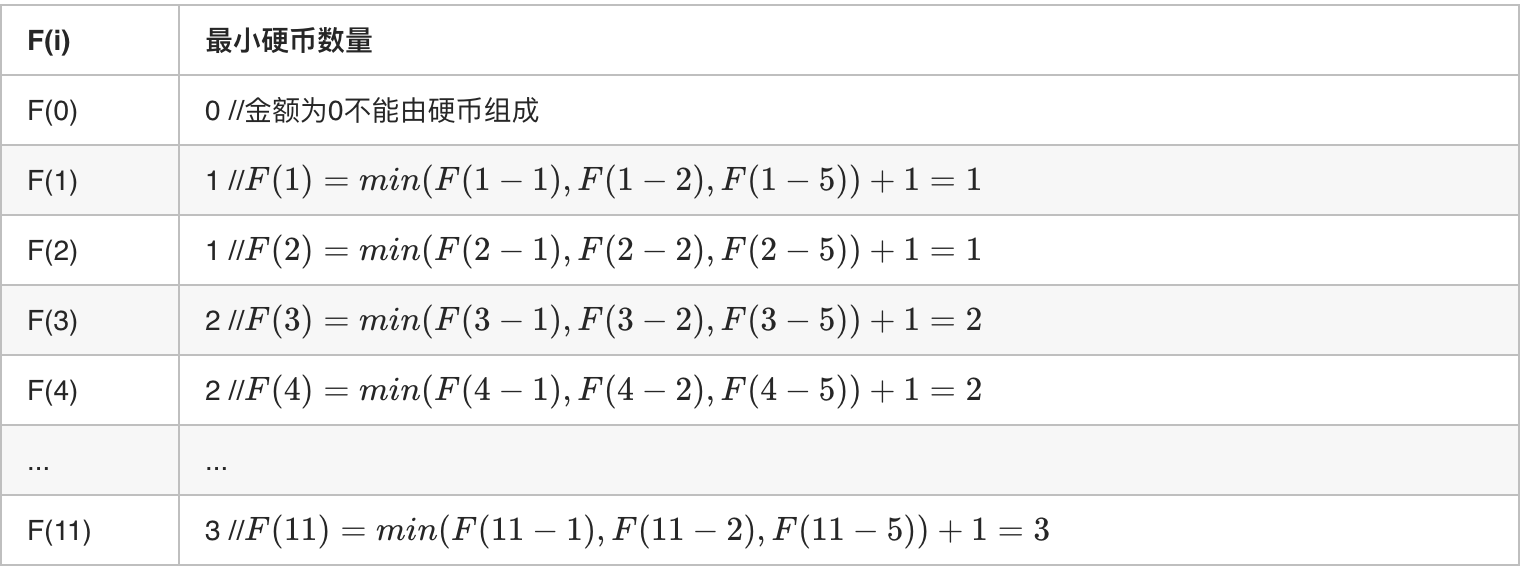 F(i) 最小硬币数量
F(0) 0 //金额为0不能由硬币组成
F(1) 1 //F(1) = min(F(1 − 1), F(1 − 2), F(1 − 5)) + 1 = 1
F(2) 1 //F(2) = min(F(2 − 1), F(2 − 2), F(2 − 5)) + 1 = 1
F(3) 2 //F(3) = min(F(3 − 1), F(3 − 2), F(3 − 5)) + 1 = 2
F(4) 2 //F(4) = min(F(4 − 1), F(4 − 2), F(4 − 5)) + 1 = 2
... ...
F(11) 3 //F(11) = min(F(11 − 1), F(11 − 2), F(11 − 5)) + 1 = 3